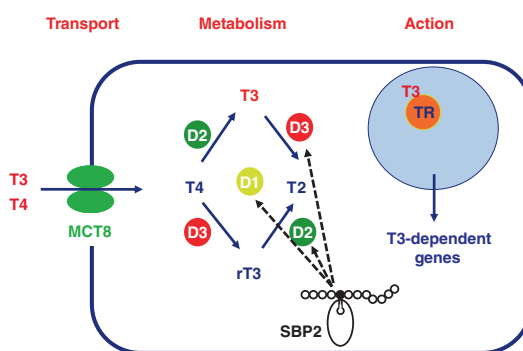 Transport Metabolism Action
T3
T3
TR
D2
D3
T3
T4
MCT8
T4
D1
T2
D3
D2
rT3
T3-dependent
genes
SBP2